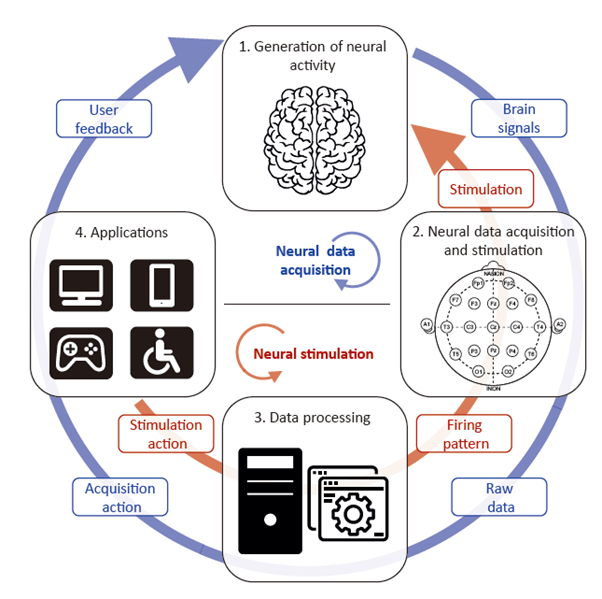 1. Generation of neural
activity
User
feedback
Brain
signals
Stimulation
4. Applications
Neural data
acquisition
2. Neural data acquisition
and stimulation
NASION
Fp1 Fp2
F7 F3 Fz F4 F8
A1 T3 C3 Cz C4 T4 A2
T5 P3 Pz P4 T6
O1 O2
INION
Neural stimulation
Stimulation
action
3. Data processing
Firing
pattern
Acquisition
action
Raw
data